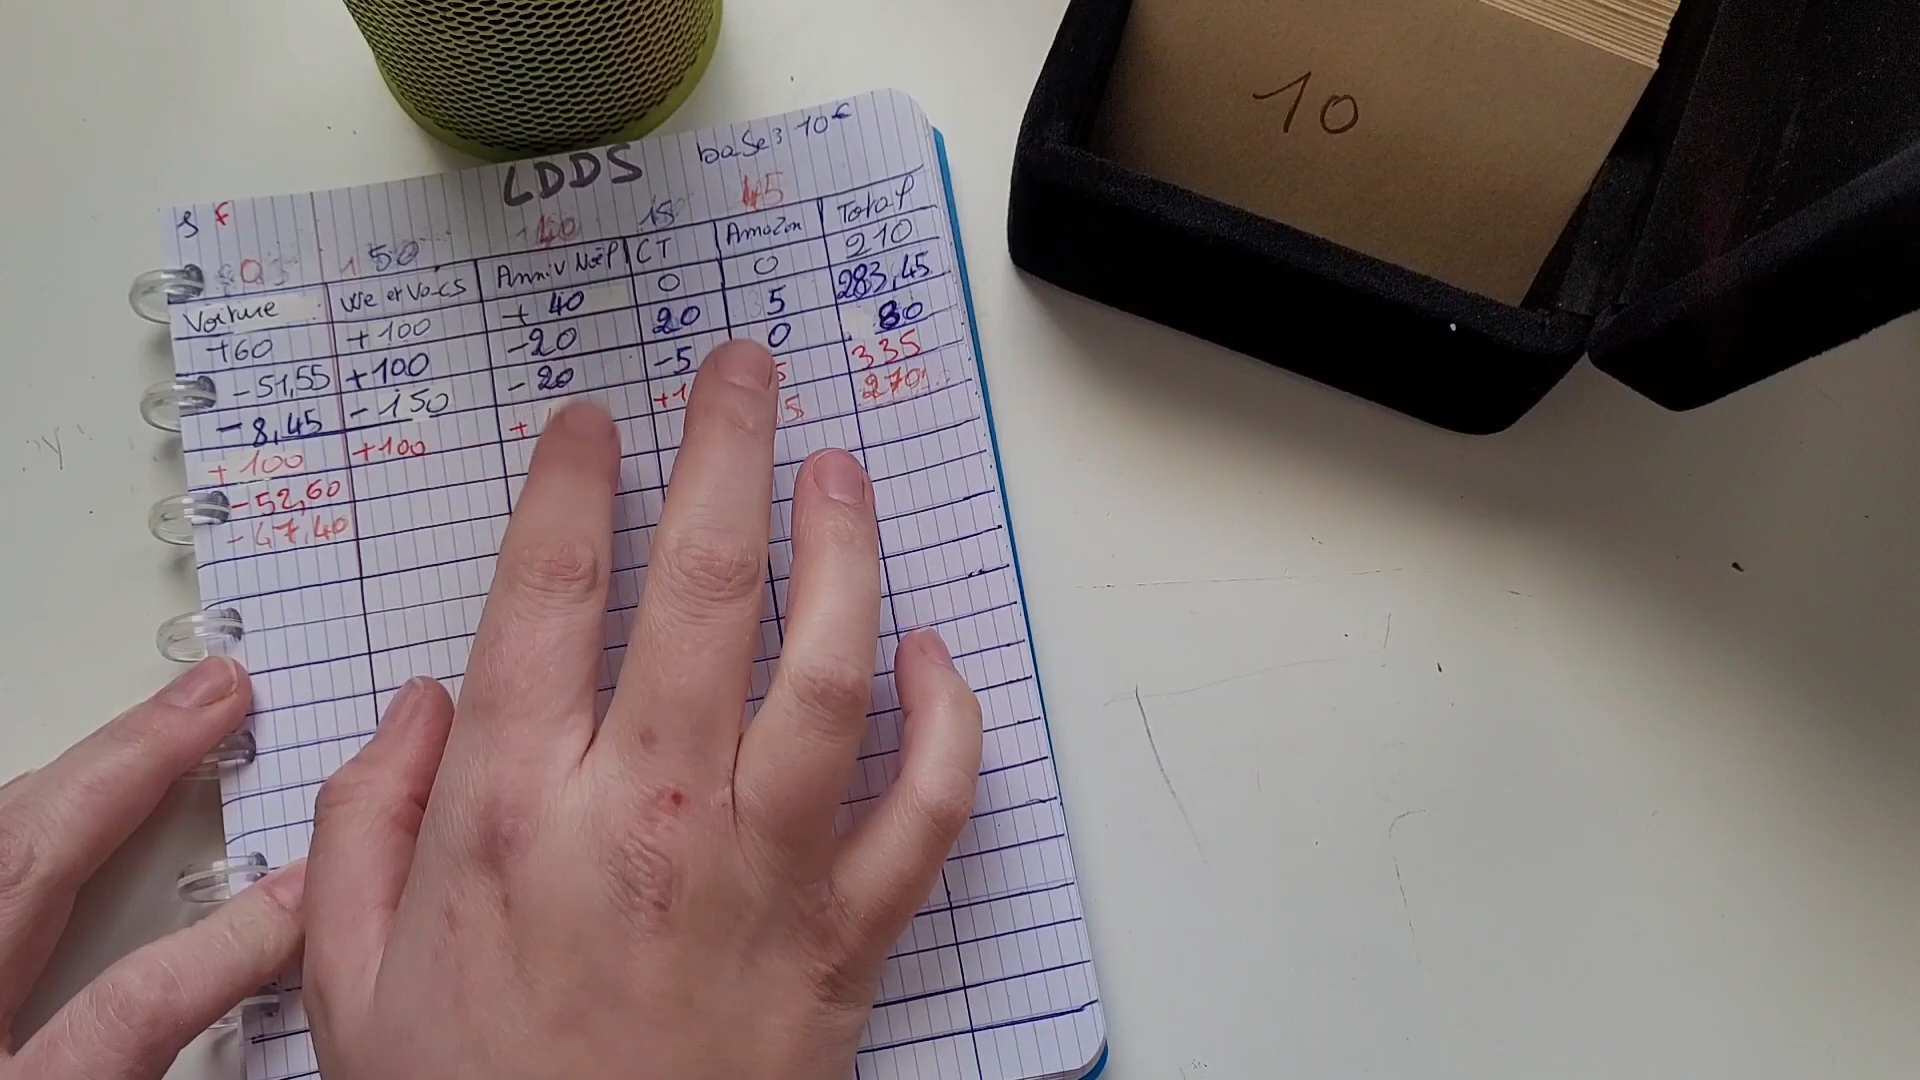 LDDS base: 10€
50 150 45
Voiture We et Vacs Anniv Noël CT Amazon Total
+60 +100 + 40 0 0 210
- 51,55 +100 -20 20 5 283,45
- 8,45 - 150 - 20 -5 0 80
+ 100 +100 + 335
- 52,60 270
- 47,40
10